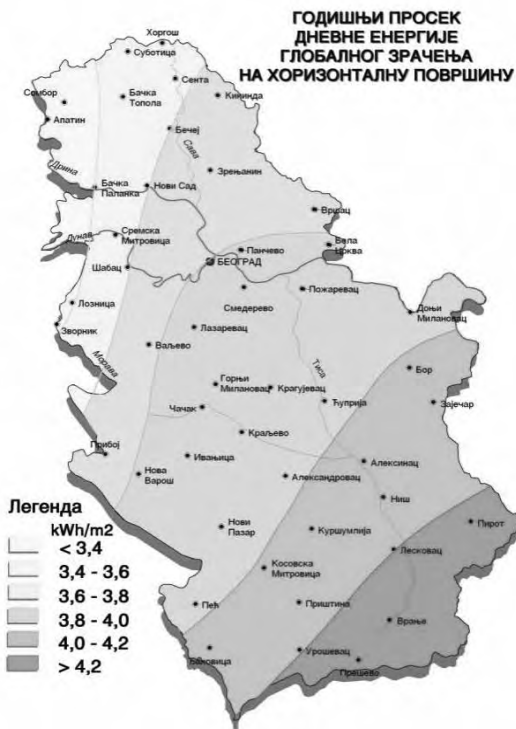 ГОДИШЊИ ПРОСЕК
ДНЕВНЕ ЕНЕРГИЈЕ
ГЛОБАЛНОГ ЗРАЧЕЊА
НА ХОРИЗОНТАЛНУ ПОВРШИНУ
Хоргош
Суботица
Сента
Сомбор
Бачка
Топола
Кикинда
Апатин
Бечеј
Сава
Дрина
Зрењанин
Бачка
Паланка
Нови Сад
Вршац
Дунав
Сремска
Митровица
Панчево
Бела
Црква
Шабац
БЕОГРАД
Смедерево
Пожаревац
Лозница
Доњи
Милановац
Зворник
Лазаревац
Ваљево
Морава
Тиса
Бор
Горњи
Милановац
Крагујевац
Зајечар
Чачак
Ћуприја
Краљево
Прибој
Ивањица
Алексинац
Нова
Варош
Александровац
Ниш
Нови
Пазар
Куршумлија
Пирот
Лесковац
Косовска
Митровица
Пећ
Приштина
Врање
Ђаковица
Урошевац
Прешево
Легенда
kWh/m2
< 3,4
3,4 - 3,6
3,6 - 3,8
3,8 - 4,0
4,0 - 4,2
> 4,2